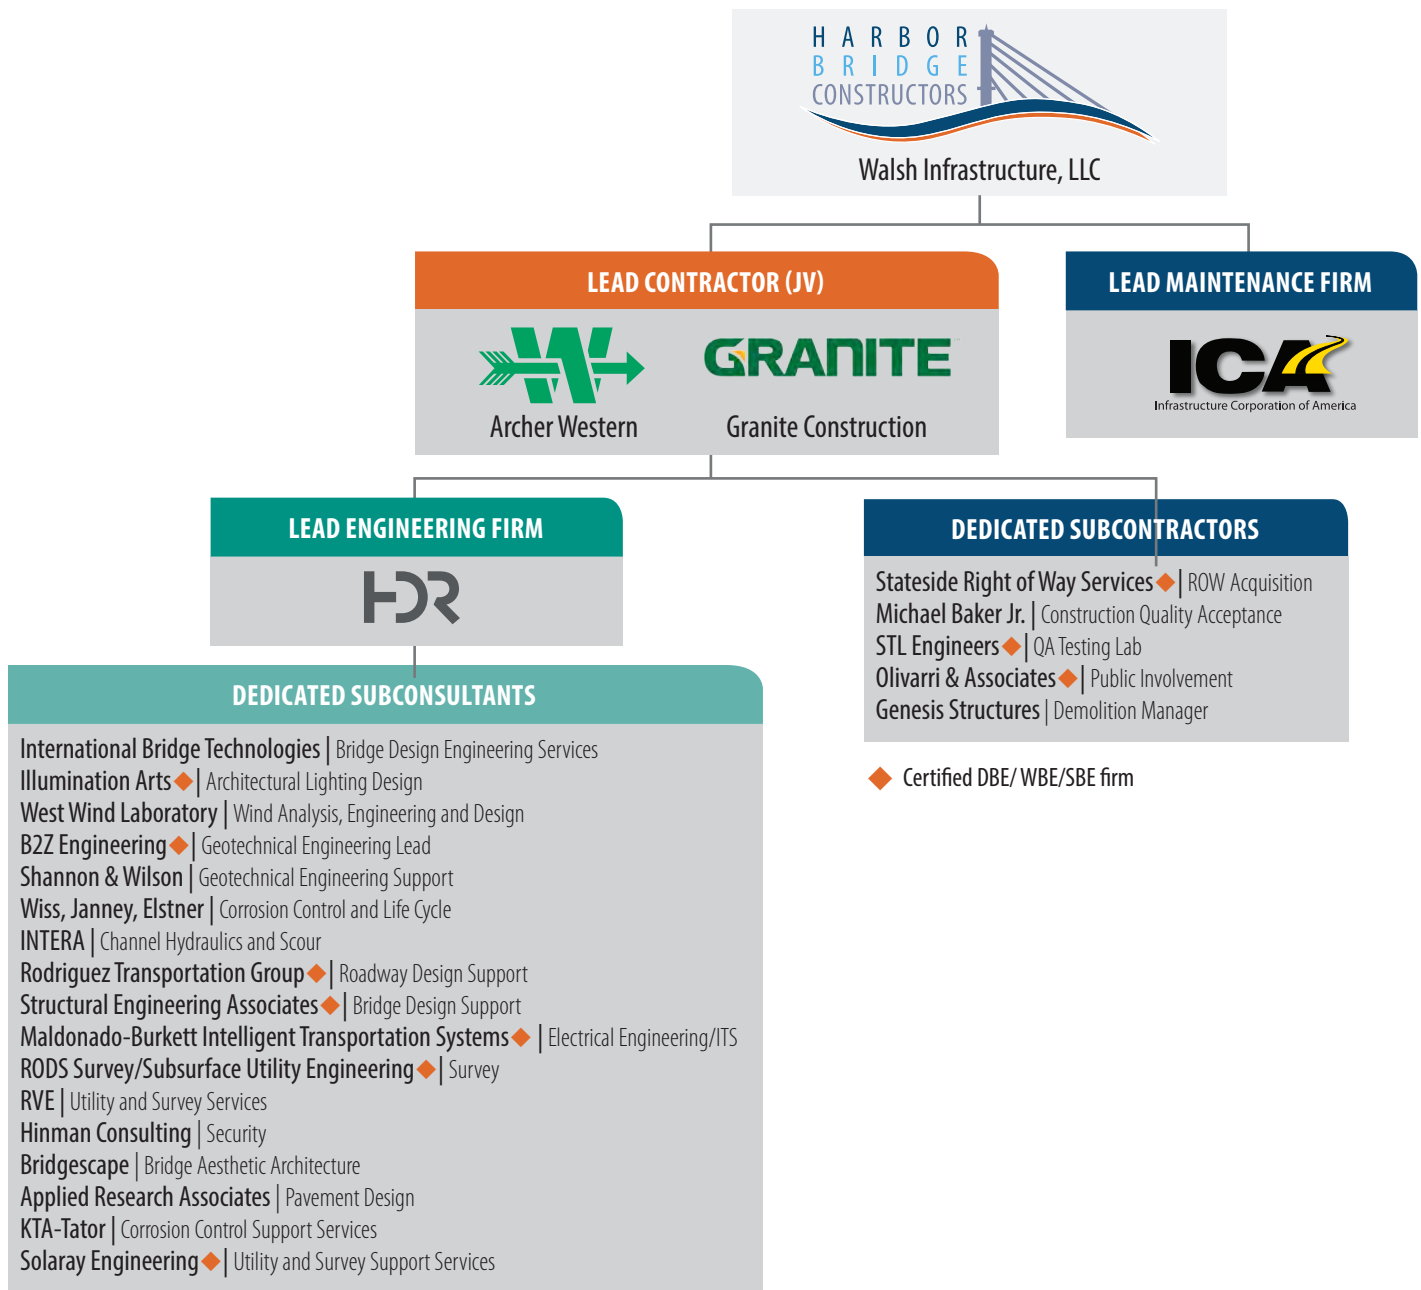 HARBOR
BRIDGE
CONSTRUCTORS
Walsh Infrastructure, LLC
LEAD CONTRACTOR (JV)
GRANITE
Archer Western
Granite Construction
LEAD MAINTENANCE FIRM
ICA
Infrastructure Corporation of America
LEAD ENGINEERING FIRM
HDR
DEDICATED SUBCONTRACTORS
Stateside Right of Way Services◆| ROW Acquisition
Michael Baker Jr. | Construction Quality Acceptance
STL Engineers◆| QA Testing Lab
Olivarri & Associates◆| Public Involvement
Genesis Structures | Demolition Manager
◆ Certified DBE/ WBE/SBE firm
DEDICATED SUBCONSULTANTS
International Bridge Technologies | Bridge Design Engineering Services
Illumination Arts◆| Architectural Lighting Design
West Wind Laboratory | Wind Analysis, Engineering and Design
B2Z Engineering◆| Geotechnical Engineering Lead
Shannon & Wilson | Geotechnical Engineering Support
Wiss, Janney, Elstner | Corrosion Control and Life Cycle
INTERA | Channel Hydraulics and Scour
Rodriguez Transportation Group◆| Roadway Design Support
Structural Engineering Associates◆| Bridge Design Support
Maldonado-Burkett Intelligent Transportation Systems◆ | Electrical Engineering/ITS
RODS Survey/Subsurface Utility Engineering◆| Survey
RVE | Utility and Survey Services
Hinman Consulting | Security
Bridgescape | Bridge Aesthetic Architecture
Applied Research Associates | Pavement Design
KTA-Tator | Corrosion Control Support Services
Solaray Engineering◆| Utility and Survey Support Services